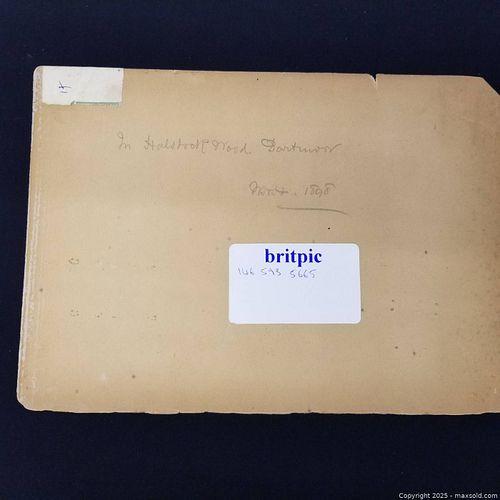 In Halstock Wood Dartmoor
1898
britpic
146 593 5665
Copyright © 2025 - maxsold.com